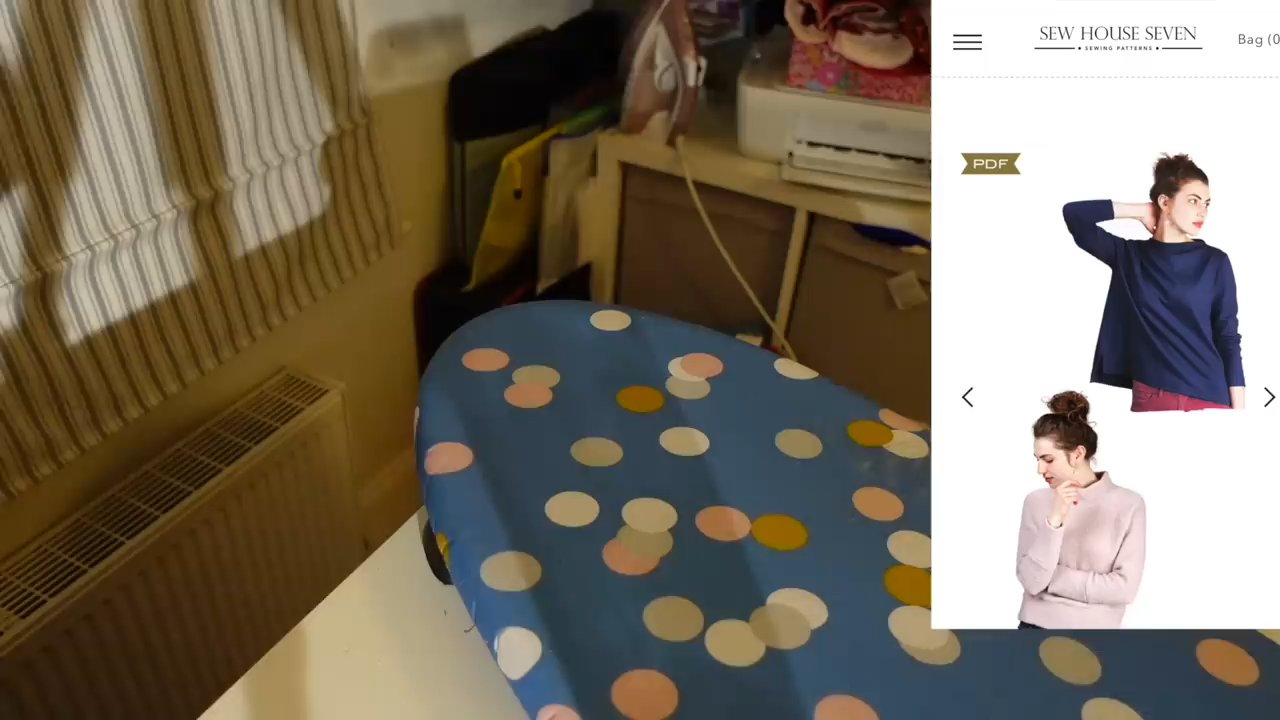 SEW HOUSE SEVEN
• SEWING PATTERNS •
Bag (0
PDF